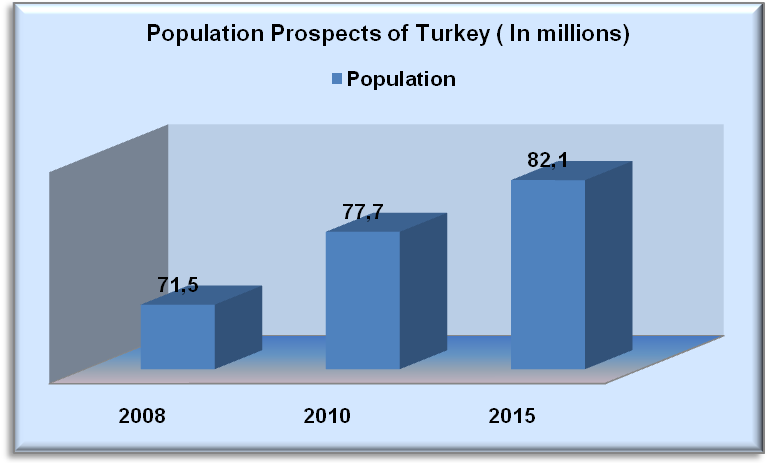 Population Prospects of Turkey ( In millions)
Population
82,1
77,7
71,5
2008 2010 2015